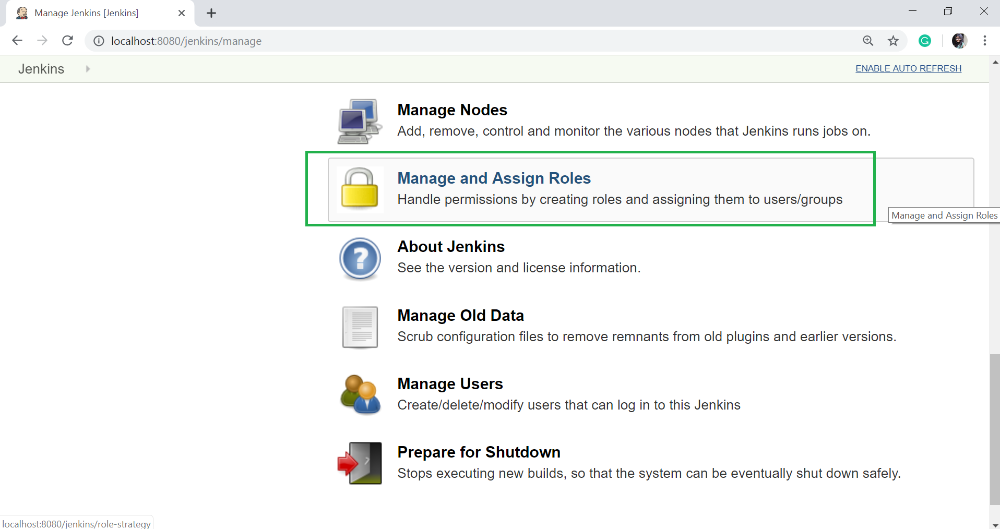 Manage Jenkins [Jenkins]
localhost:8080/jenkins/manage
Jenkins
ENABLE AUTO REFRESH
Manage Nodes
Add, remove, control and monitor the various nodes that Jenkins runs jobs on.
Manage and Assign Roles
Handle permissions by creating roles and assigning them to users/groups
Manage and Assign Roles
About Jenkins
See the version and license information.
Manage Old Data
Scrub configuration files to remove remnants from old plugins and earlier versions.
Manage Users
Create/delete/modify users that can log in to this Jenkins
Prepare for Shutdown
Stops executing new builds, so that the system can be eventually shut down safely.
localhost:8080/jenkins/role-strategy